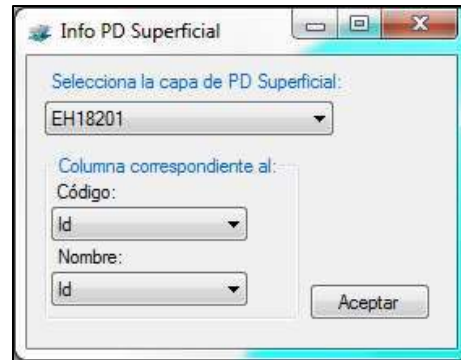 Info PD Superficial
Selecciona la capa de PD Superficial:
EH18201
Columna correspondiente al:
Código:
Id
Nombre:
Id
Aceptar